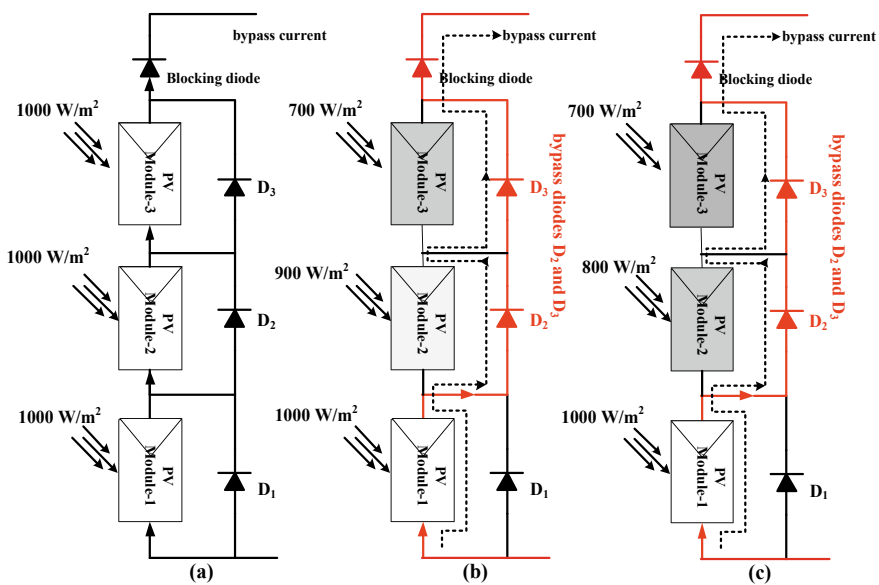 bypass current
Blocking diode
1000 W/m²
PV
Module-3
D₃
1000 W/m²
PV
Module-2
D₂
1000 W/m²
PV
Module-1
D₁
(a)
bypass current
Blocking diode
700 W/m²
PV
Module-3
D₃
bypass diodes D₂ and D₃
900 W/m²
PV
Module-2
D₂
1000 W/m²
PV
Module-1
D₁
(b)
bypass current
Blocking diode
700 W/m²
PV
Module-3
D₃
bypass diodes D₂ and D₃
800 W/m²
PV
Module-2
D₂
1000 W/m²
PV
Module-1
D₁
(c)